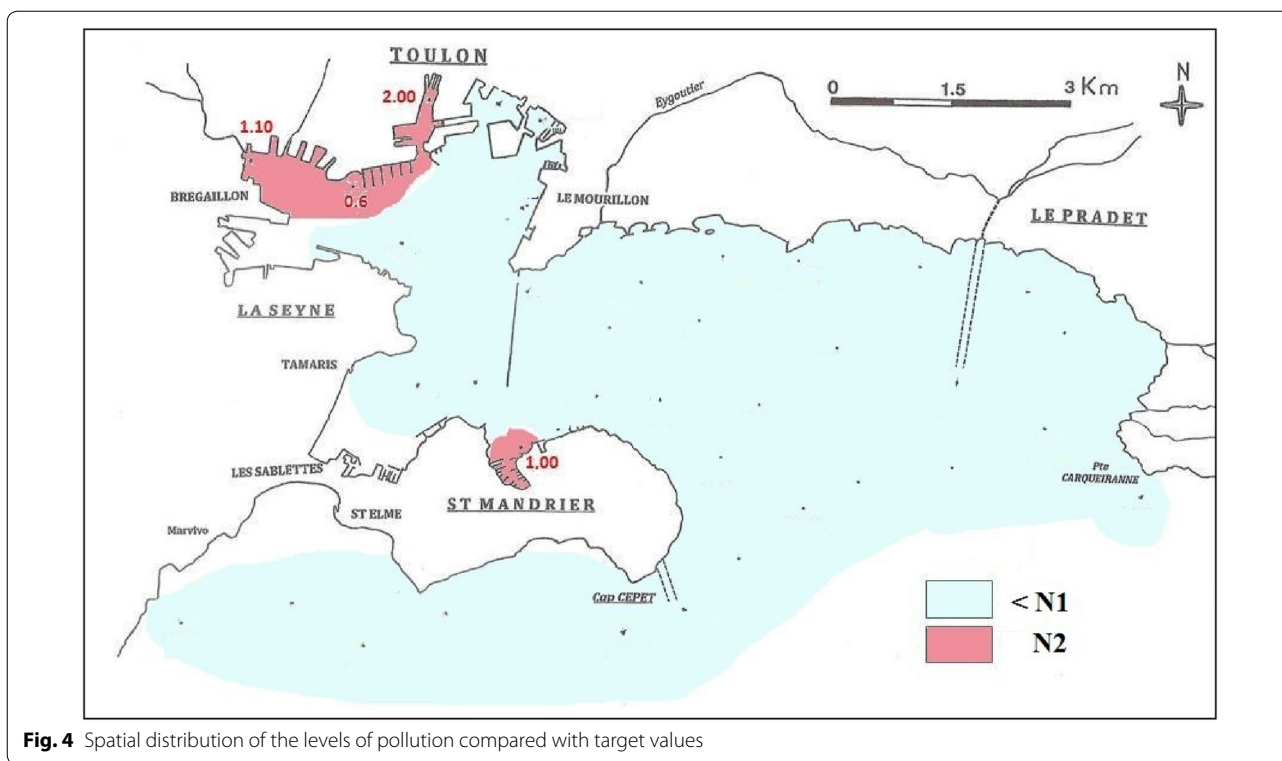 TOULON
0 1.5 3 Km
N
2.00
Eygoutier
1.10
BREGAILLON
0.6
LE MOURILLON
LE PRADET
LA SEYNE
TAMARIS
1,00
LES SABLETTES
Pte
CARQUEIRANNE
ST MANDRIER
ST ELME
Marvivo
Cap CEPET
< N1
N2
Fig. 4 Spatial distribution of the levels of pollution compared with target values